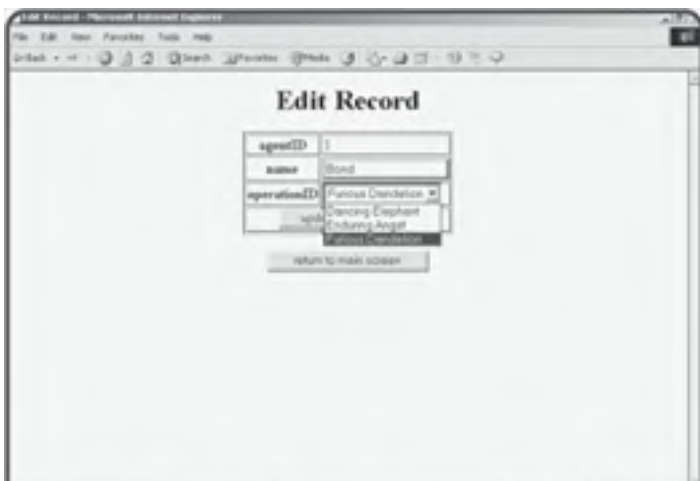 Edit Record - Microsoft Internet Explorer
File Edit View Favorites Tools Help
Back Search Favorites Media
Edit Record
agentID 1
name Bond
operationID Furious Dandelion
Dancing Elephant
Enduring Angst
Furious Dandelion
return to main screen